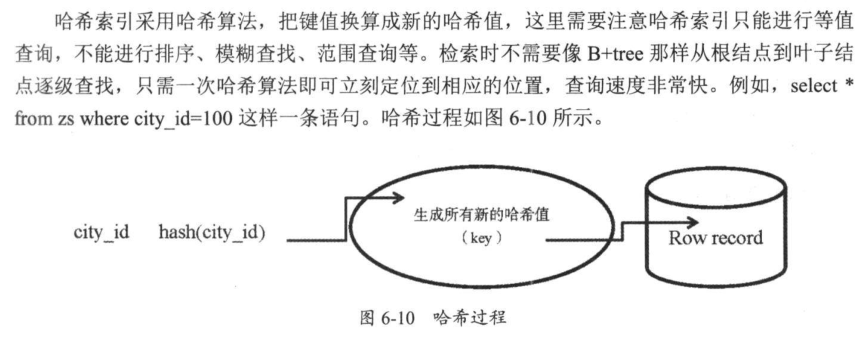 哈希索引采用哈希算法，把键值换算成新的哈希值，这里需要注意哈希索引只能进行等值
查询，不能进行排序、模糊查找、范围查询等。检索时不需要像 B+tree 那样从根结点到叶子结
点逐级查找，只需一次哈希算法即可立刻定位到相应的位置，查询速度非常快。例如，select *
from zs where city_id=100 这样一条语句。哈希过程如图 6-10 所示。
生成所有新的哈希值
（key）
city_id hash(city_id)
Row record
图 6-10 哈希过程